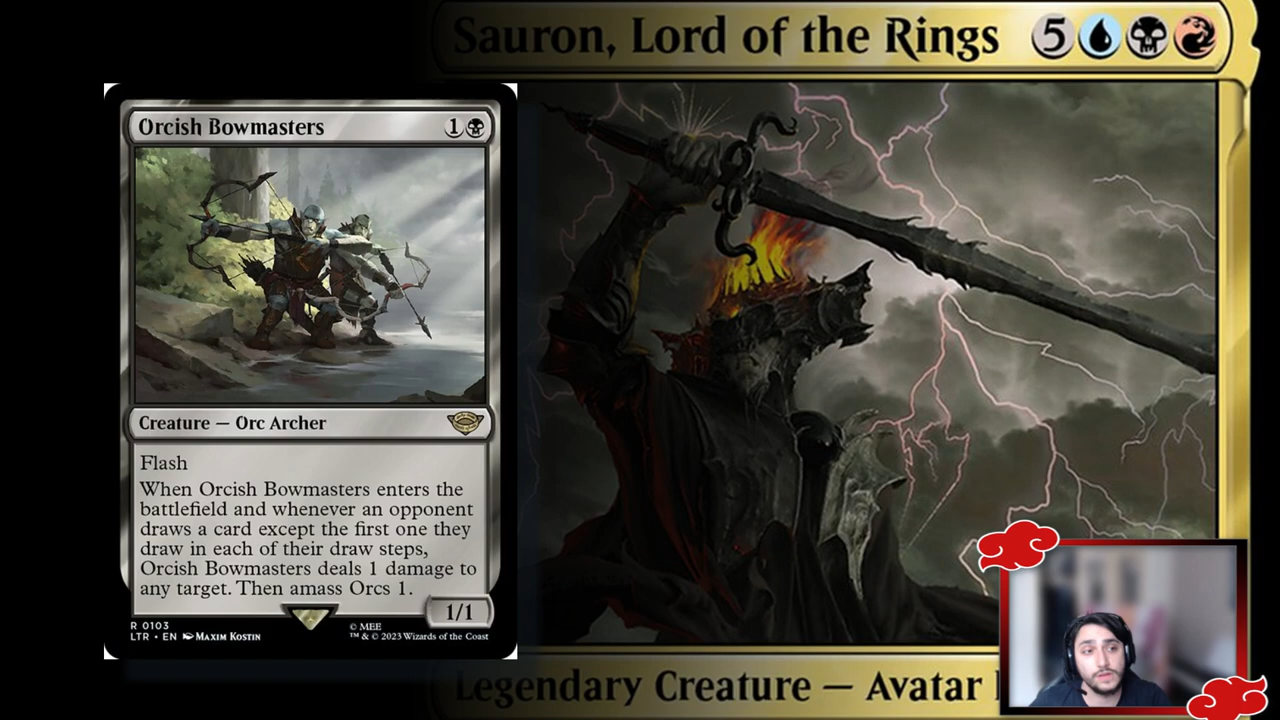 Sauron, Lord of the Rings 5
Orcish Bowmasters 1
Creature — Orc Archer
Flash
When Orcish Bowmasters enters the
battlefield and whenever an opponent
draws a card except the first one they
draw in each of their draw steps,
Orcish Bowmasters deals 1 damage to
any target. Then amass Orcs 1.
1/1
R 0103
LTR • EN MAXIM KOSTIN
© MEE
™ & © 2023 Wizards of the Coast
Legendary Creature — Avatar